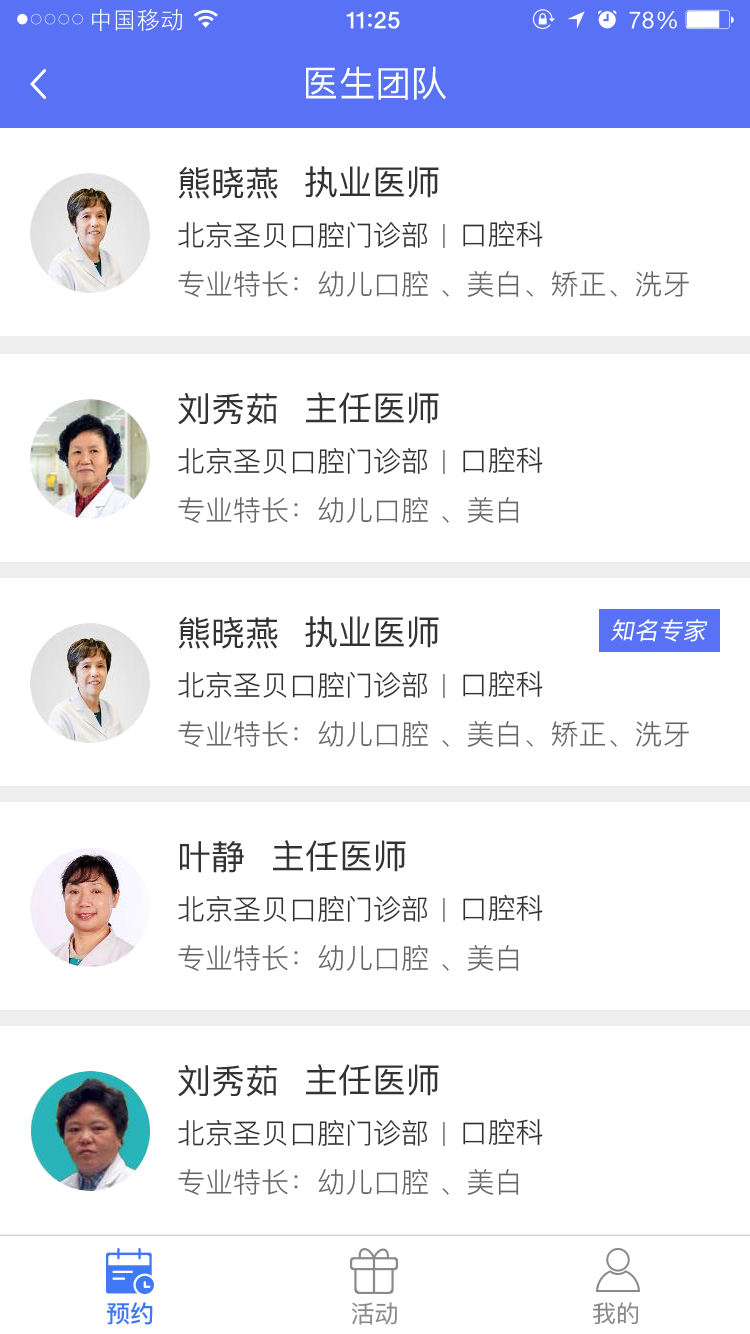 中国移动 11:25 78%
医生团队
熊晓燕 执业医师
北京圣贝口腔门诊部 | 口腔科
专业特长：幼儿口腔 、美白、矫正、洗牙
刘秀茹 主任医师
北京圣贝口腔门诊部 | 口腔科
专业特长：幼儿口腔 、美白
熊晓燕 执业医师 知名专家
北京圣贝口腔门诊部 | 口腔科
专业特长：幼儿口腔 、美白、矫正、洗牙
叶静 主任医师
北京圣贝口腔门诊部 | 口腔科
专业特长：幼儿口腔 、美白
刘秀茹 主任医师
北京圣贝口腔门诊部 | 口腔科
专业特长：幼儿口腔 、美白
预约 活动 我的